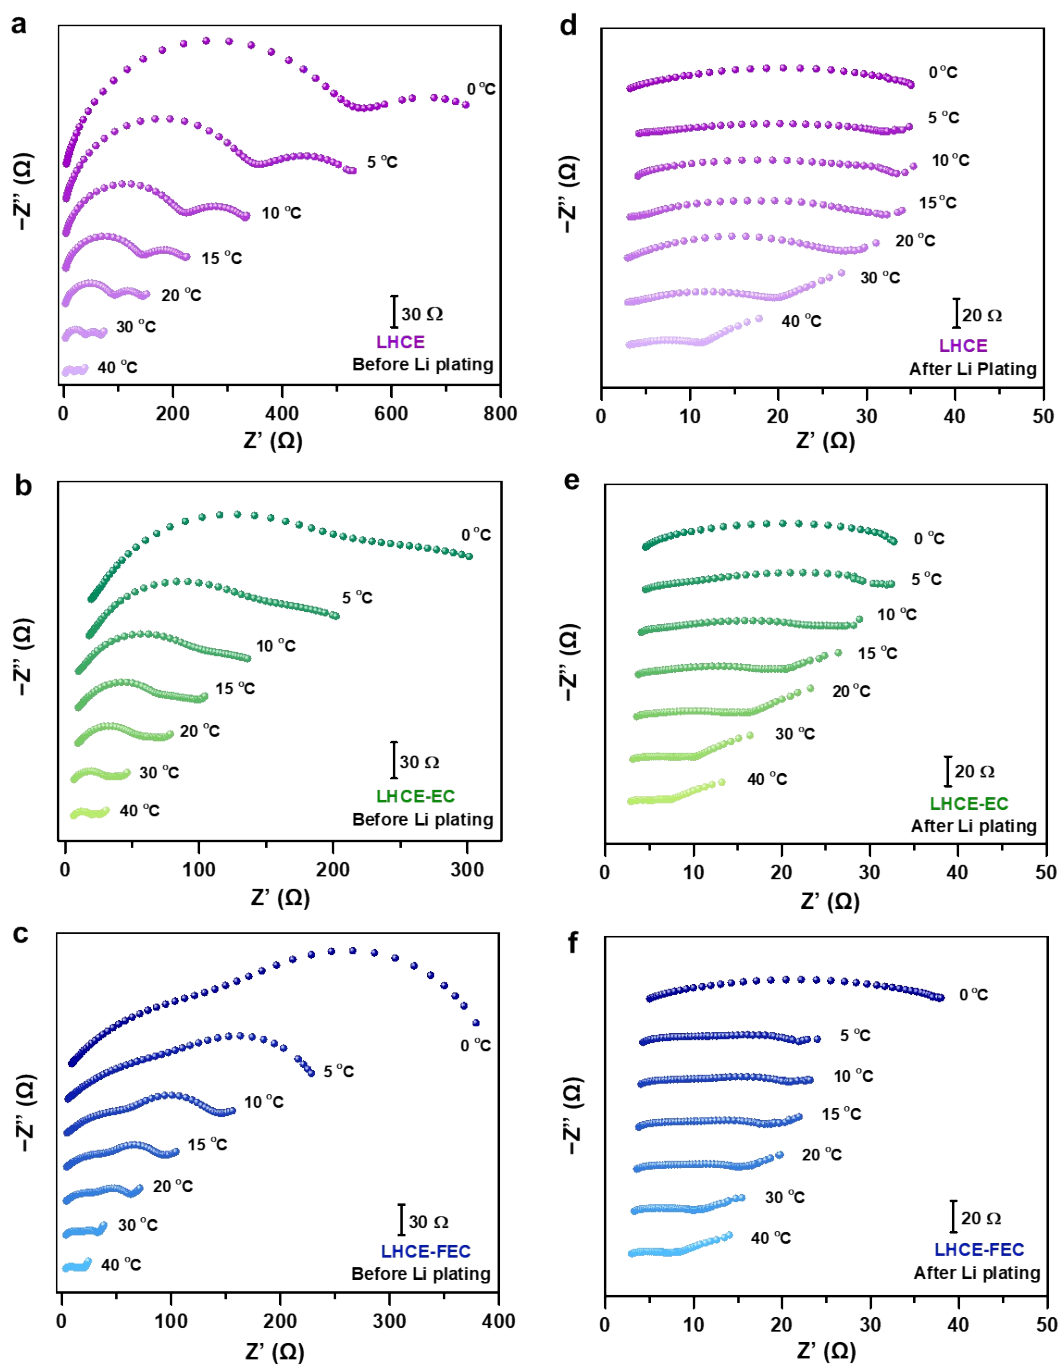 a
−Z’’ (Ω)
0 °C
5 °C
10 °C
15 °C
20 °C
30 °C
40 °C
30 Ω
LHCE
Before Li plating
0 200 400 600 800
Z’ (Ω)
d
−Z’’ (Ω)
0 °C
5 °C
10 °C
15 °C
20 °C
30 °C
40 °C
20 Ω
LHCE
After Li Plating
0 10 20 30 40 50
Z’ (Ω)
b
−Z’’ (Ω)
0 °C
5 °C
10 °C
15 °C
20 °C
30 °C
40 °C
30 Ω
LHCE-EC
Before Li plating
0 100 200 300
Z’ (Ω)
e
−Z’’ (Ω)
0 °C
5 °C
10 °C
15 °C
20 °C
30 °C
40 °C
20 Ω
LHCE-EC
After Li plating
0 10 20 30 40 50
Z’ (Ω)
c
−Z’’ (Ω)
0 °C
5 °C
10 °C
15 °C
20 °C
30 °C
40 °C
30 Ω
LHCE-FEC
Before Li plating
0 100 200 300 400
Z’ (Ω)
f
−Z’’ (Ω)
0 °C
5 °C
10 °C
15 °C
20 °C
30 °C
40 °C
20 Ω
LHCE-FEC
After Li plating
0 10 20 30 40 50
Z’ (Ω)